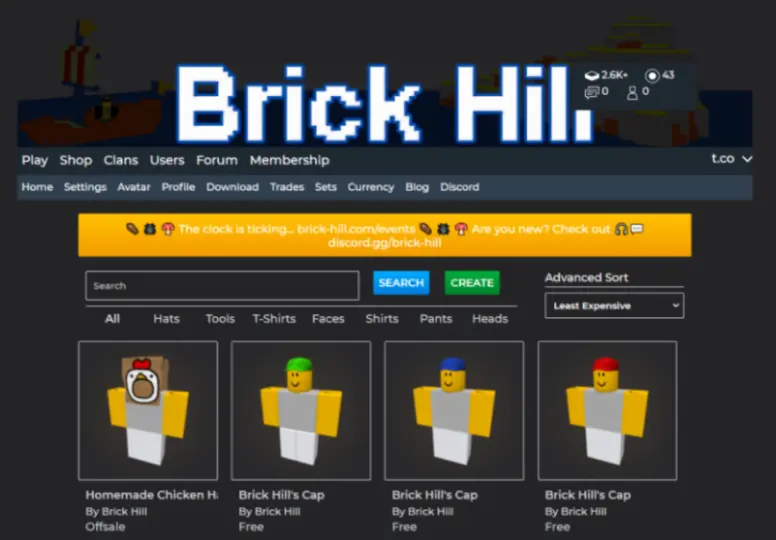 Brick Hill
2.6K+ 43
0 0
Play Shop Clans Users Forum Membership t.co
Home Settings Avatar Profile Download Trades Sets Currency Blog Discord
The clock is ticking... brick-hill.com/events Are you new? Check out
discord.gg/brick-hill
Search SEARCH CREATE
Advanced Sort
Least Expensive
All Hats Tools T-Shirts Faces Shirts Pants Heads
Homemade Chicken Ha
By Brick Hill
Offsale
Brick Hill's Cap
By Brick Hill
Free
Brick Hill's Cap
By Brick Hill
Free
Brick Hill's Cap
By Brick Hill
Free